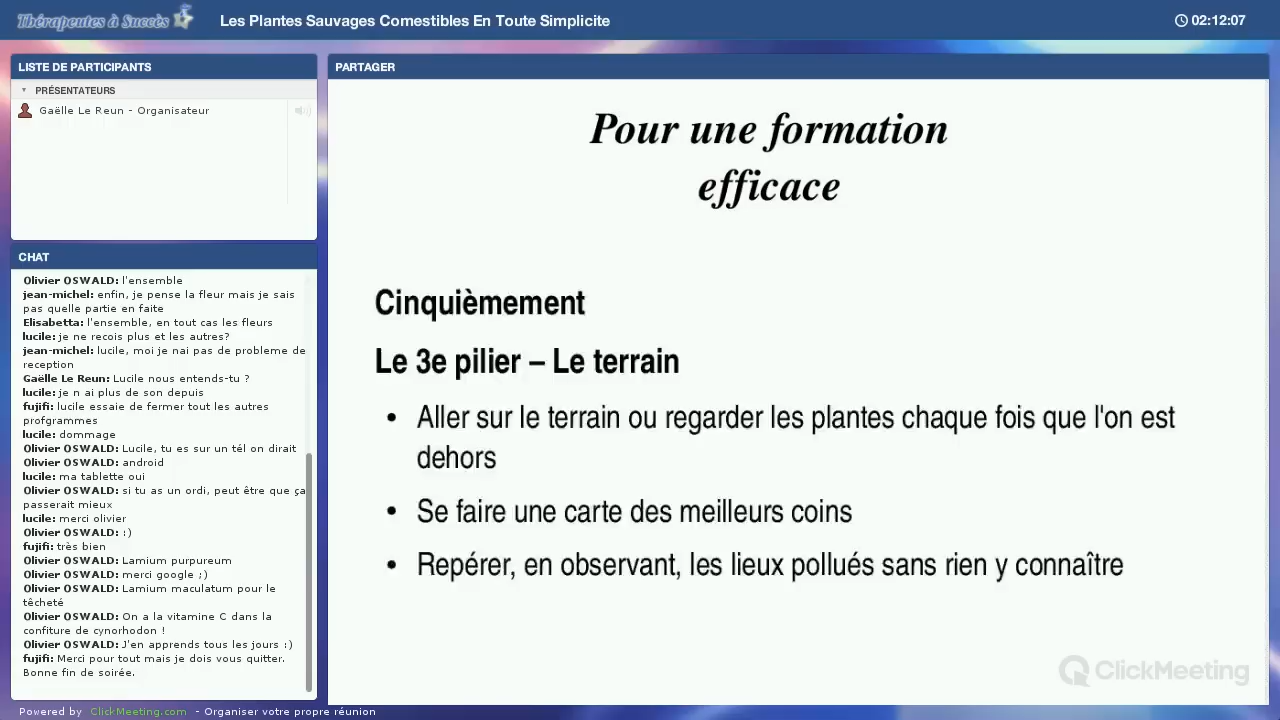 Thérapeutes à Succès
Les Plantes Sauvages Comestibles En Toute Simplicite
02:12:07
LISTE DE PARTICIPANTS
PRÉSENTATEURS
Gaëlle Le Reun - Organisateur
CHAT
Olivier OSWALD: l'ensemble
jean-michel: enfin, je pense la fleur mais je sais
pas quelle partie en faite
Elisabetta: l'ensemble, en tout cas les fleurs
lucile: je ne recois plus et les autres?
jean-michel: lucile, moi je nai pas de probleme de
reception
Gaëlle Le Reun: Lucile nous entends-tu ?
lucile: je n ai plus de son depuis
fujifi: lucile essaie de fermer tout les autres
profgrammes
lucile: dommage
Olivier OSWALD: Lucile, tu es sur un tél on dirait
Olivier OSWALD: android
lucile: ma tablette oui
Olivier OSWALD: si tu as un ordi, peut être que ça
passerait mieux
lucile: merci olivier
Olivier OSWALD: :)
fujifi: très bien
Olivier OSWALD: Lamium purpureum
Olivier OSWALD: merci google ;)
Olivier OSWALD: Lamium maculatum pour le
têcheté
Olivier OSWALD: On a la vitamine C dans la
confiture de cynorhodon !
Olivier OSWALD: J'en apprends tous les jours :)
fujifi: Merci pour tout mais je dois vous quitter.
Bonne fin de soirée.
PARTAGER
Pour une formation
efficace
Cinquièmement
Le 3e pilier – Le terrain
• Aller sur le terrain ou regarder les plantes chaque fois que l'on est
dehors
• Se faire une carte des meilleurs coins
• Repérer, en observant, les lieux pollués sans rien y connaître
ClickMeeting
Powered by ClickMeeting.com - Organiser votre propre réunion